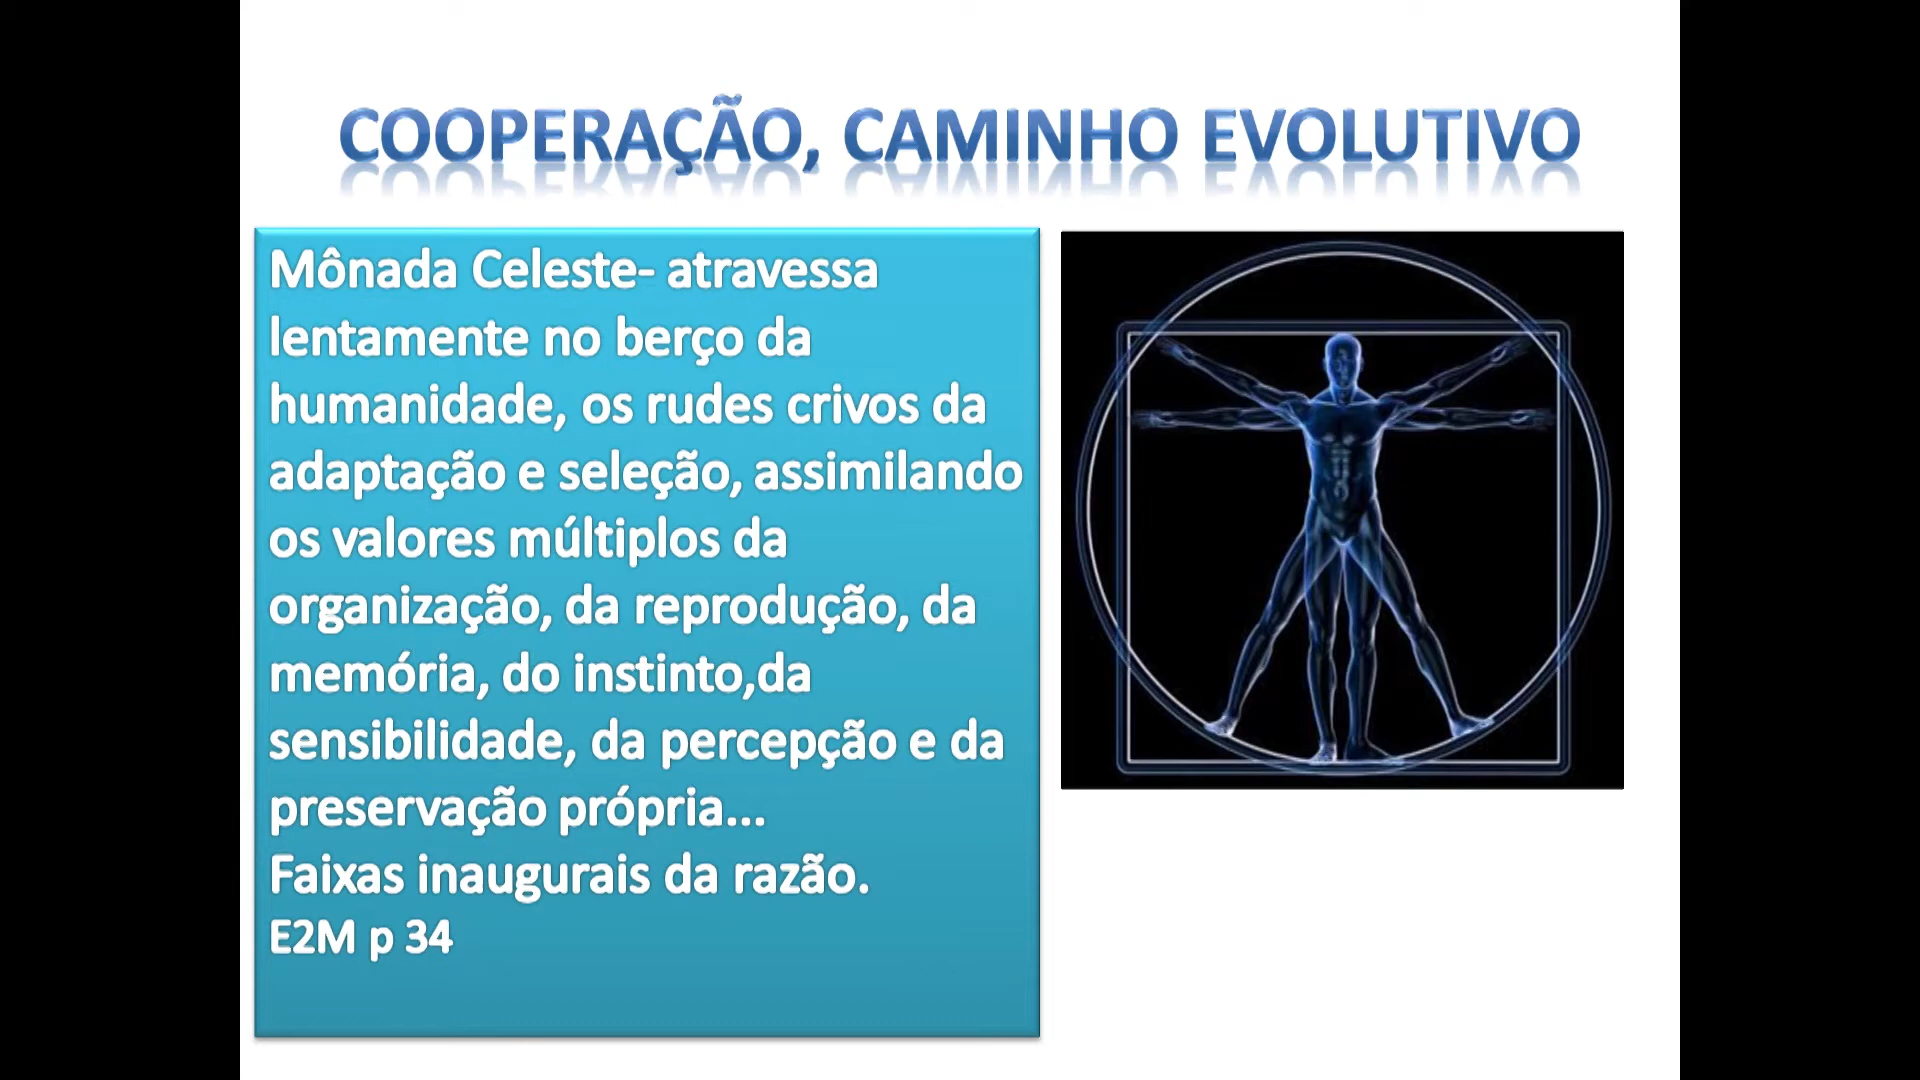 COOPERAÇÃO, CAMINHO EVOLUTIVO
Mônada Celeste- atravessa
lentamente no berço da
humanidade, os rudes crivos da
adaptação e seleção, assimilando
os valores múltiplos da
organização, da reprodução, da
memória, do instinto,da
sensibilidade, da percepção e da
preservação própria...
Faixas inaugurais da razão.
E2M p 34